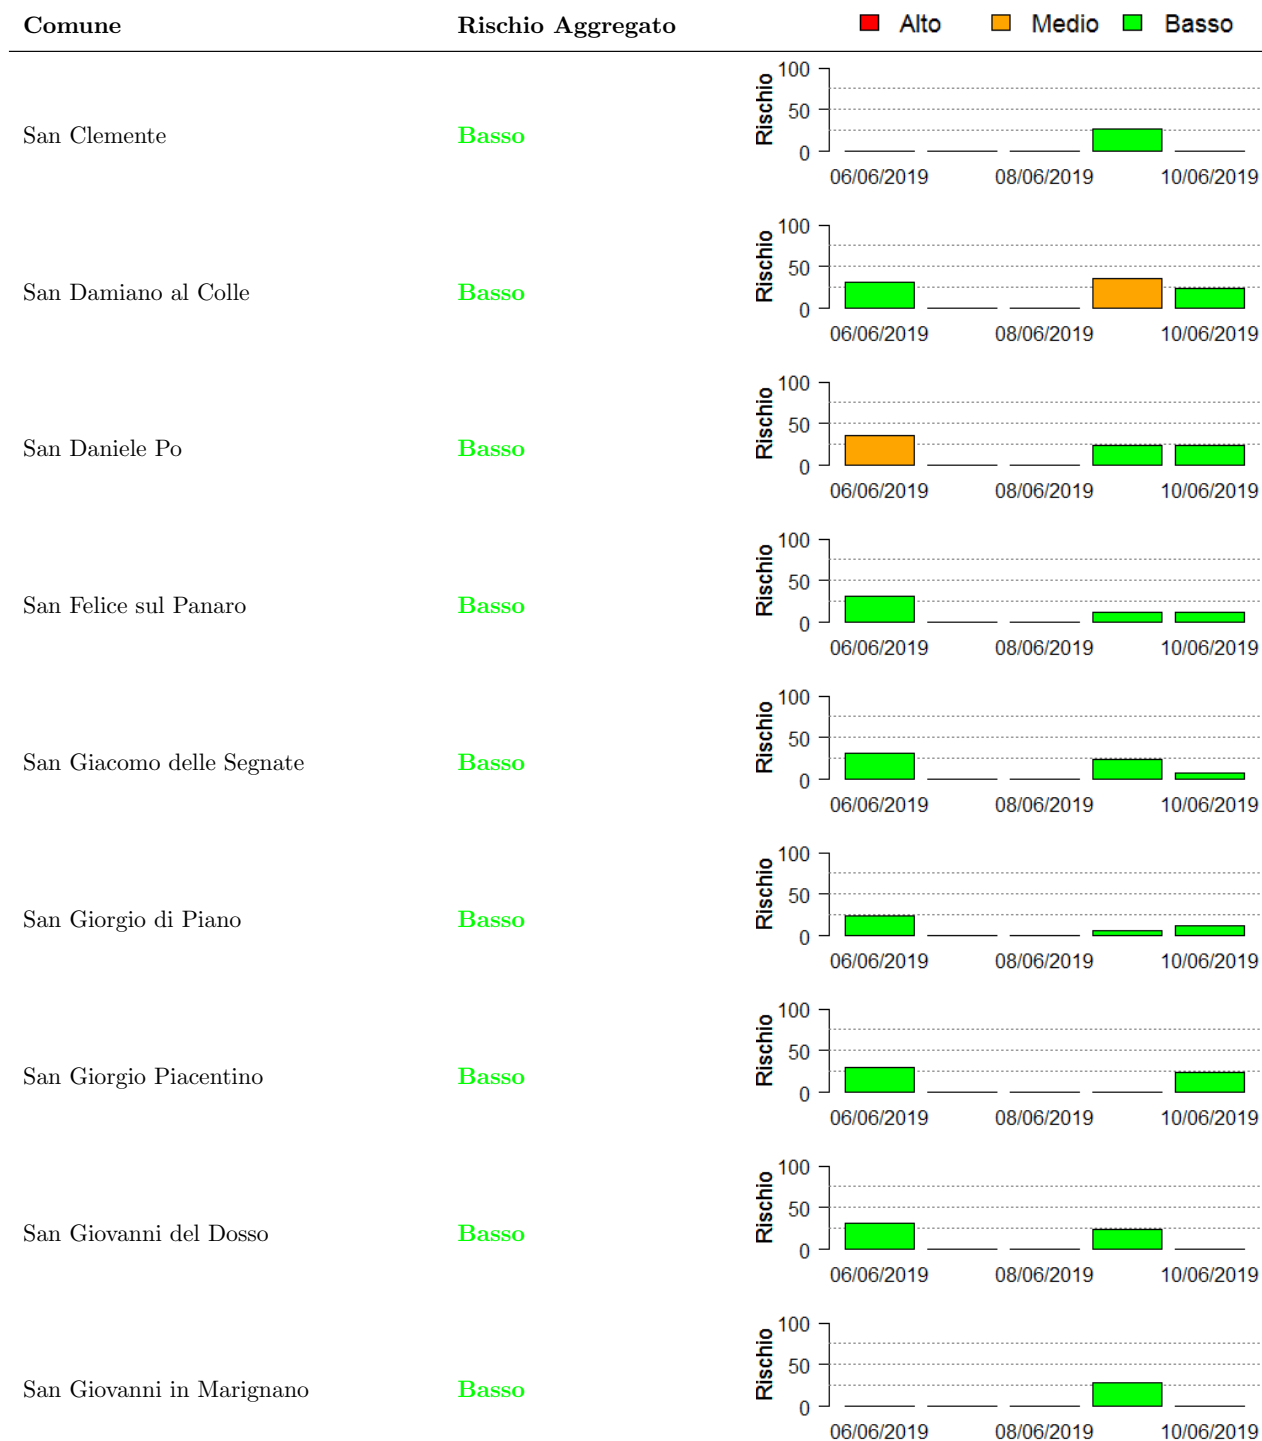 Comune Rischio Aggregato Alto Medio Basso
San Clemente Basso
Rischio
100
50
0
06/06/2019 08/06/2019 10/06/2019
San Damiano al Colle Basso
Rischio
100
50
0
06/06/2019 08/06/2019 10/06/2019
San Daniele Po Basso
Rischio
100
50
0
06/06/2019 08/06/2019 10/06/2019
San Felice sul Panaro Basso
Rischio
100
50
0
06/06/2019 08/06/2019 10/06/2019
San Giacomo delle Segnate Basso
Rischio
100
50
0
06/06/2019 08/06/2019 10/06/2019
San Giorgio di Piano Basso
Rischio
100
50
0
06/06/2019 08/06/2019 10/06/2019
San Giorgio Piacentino Basso
Rischio
100
50
0
06/06/2019 08/06/2019 10/06/2019
San Giovanni del Dosso Basso
Rischio
100
50
0
06/06/2019 08/06/2019 10/06/2019
San Giovanni in Marignano Basso
Rischio
100
50
0
06/06/2019 08/06/2019 10/06/2019